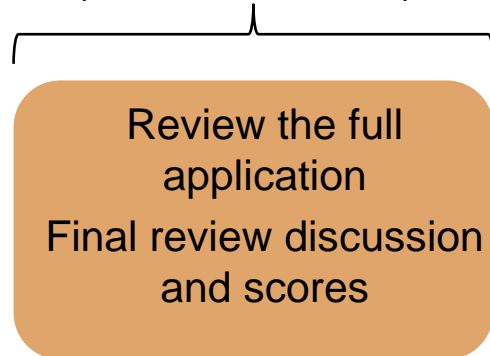 Review the full
application
Final review discussion
and scores